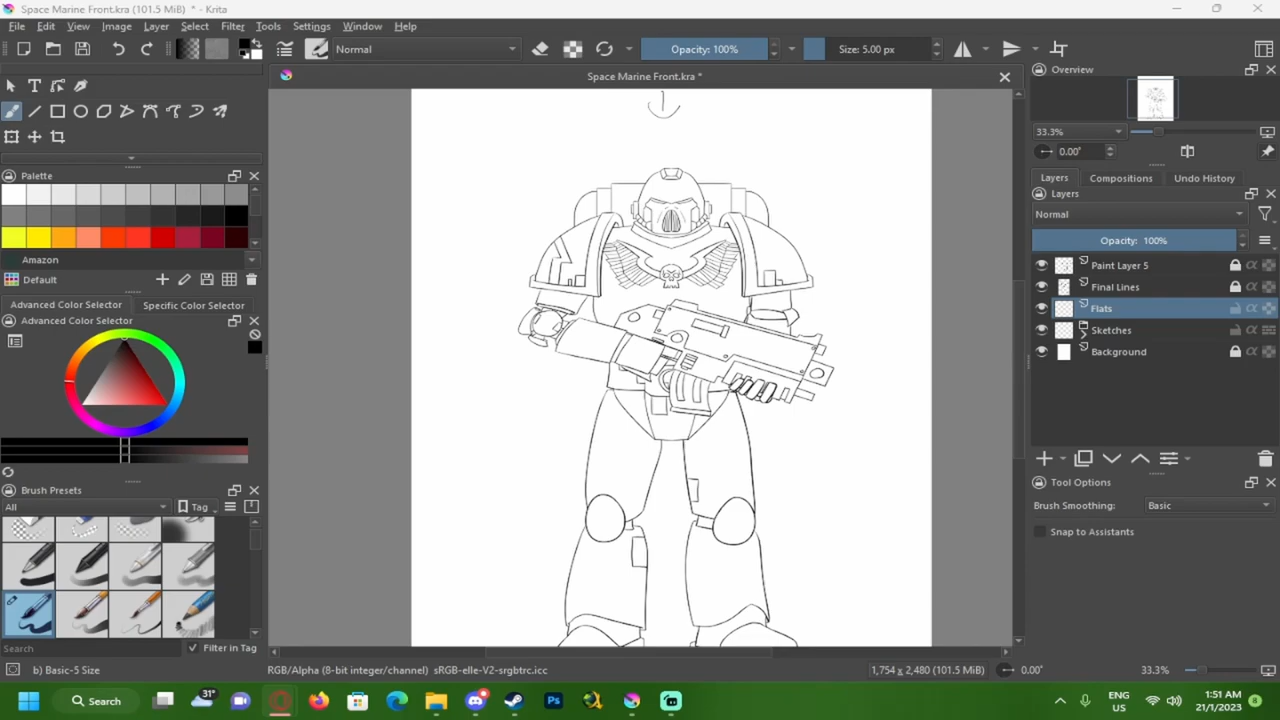 Space Marine Front.kra (101.5 MiB) * - Krita
File Edit View Image Layer Select Filter Tools Settings Window Help
Normal
Opacity: 100%
Size: 5.00 px
Space Marine Front.kra *
Overview
33.3%
0.00°
Palette
Amazon
Default
Advanced Color Selector Specific Color Selector
Advanced Color Selector
Brush Presets
All
Tag
Search
Filter in Tag
Layers Compositions Undo History
Layers
Normal
Opacity: 100%
Paint Layer 5
Final Lines
Flats
Sketches
Background
Tool Options
Brush Smoothing: Basic
Snap to Assistants
b) Basic-5 Size
RGB/Alpha (8-bit integer/channel) sRGB-elle-V2-srgbtrc.icc
1,754 x 2,480 (101.5 MiB)
0.00°
33.3%
Search
31°
Ps
ENG
US
1:51 AM
21/1/2023
8